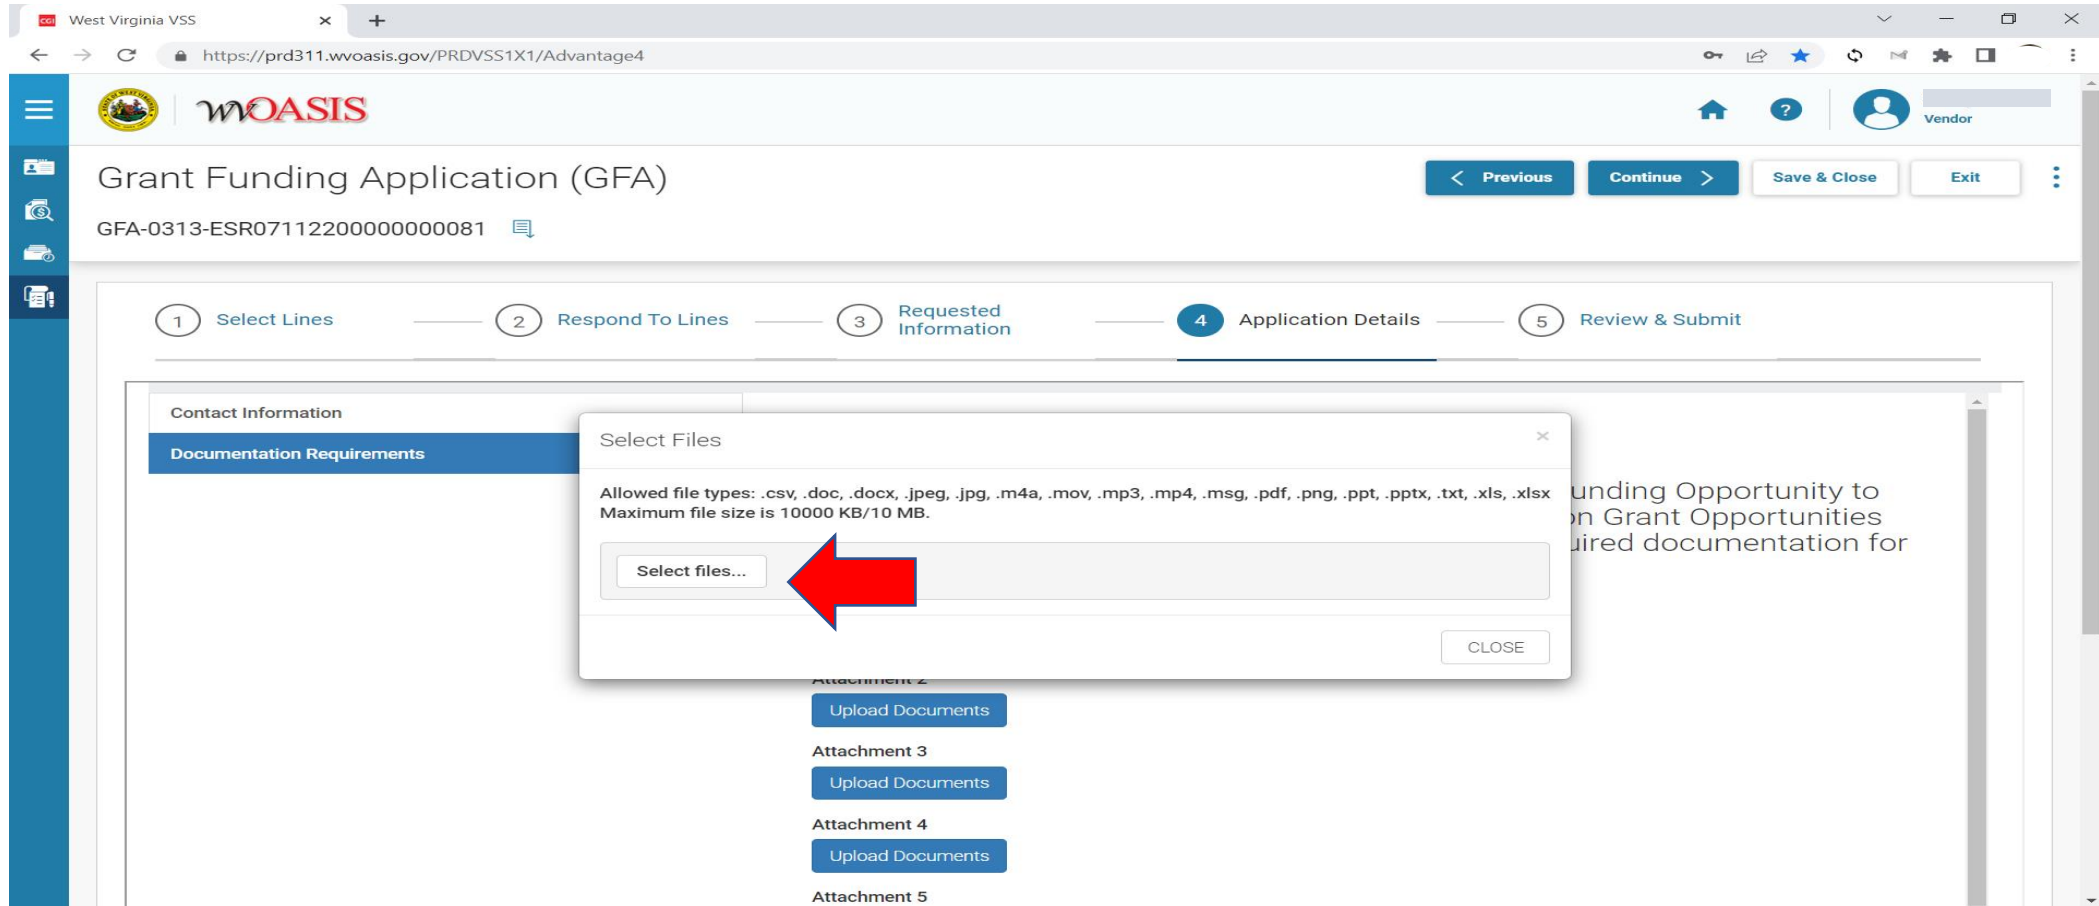 CGI West Virginia VSS
https://prd311.wvoasis.gov/PRDVSS1X1/Advantage4
wvOASIS
Vendor
Grant Funding Application (GFA)
Previous
Continue
Save & Close
Exit
GFA-0313-ESR07112200000000081
1 Select Lines
2 Respond To Lines
3 Requested
Information
4 Application Details
5 Review & Submit
Contact Information
Documentation Requirements
Select Files
Allowed file types: .csv, .doc, .docx, .jpeg, .jpg, .m4a, .mov, .mp3, .mp4, .msg, .pdf, .png, .ppt, .pptx, .txt, .xls, .xlsx
Maximum file size is 10000 KB/10 MB.
Select files...
CLOSE
unding Opportunity to
on Grant Opportunities
uired documentation for
Attachment 2
Upload Documents
Attachment 3
Upload Documents
Attachment 4
Upload Documents
Attachment 5